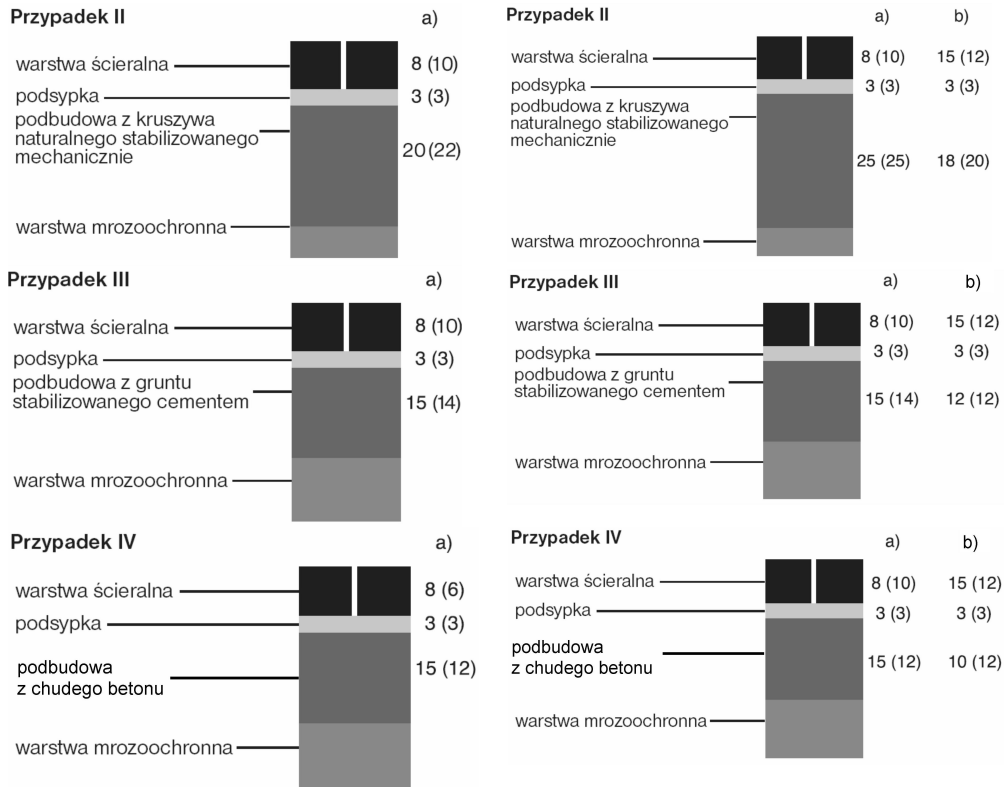 Przypadek II a)
warstwa ścieralna 8 (10)
podsypka 3 (3)
podbudowa z kruszywa
naturalnego stabilizowanego
mechanicznie 20 (22)
warstwa mrozoochronna
Przypadek II a) b)
warstwa ścieralna 8 (10) 15 (12)
podsypka 3 (3) 3 (3)
podbudowa z kruszywa
naturalnego stabilizowanego
mechanicznie
25 (25) 18 (20)
warstwa mrozoochronna
Przypadek III a)
warstwa ścieralna 8 (10)
podsypka 3 (3)
podbudowa z gruntu
stabilizowanego cementem 15 (14)
warstwa mrozoochronna
Przypadek III a) b)
warstwa ścieralna 8 (10) 15 (12)
podsypka 3 (3) 3 (3)
podbudowa z gruntu
stabilizowanego cementem 15 (14) 12 (12)
warstwa mrozoochronna
Przypadek IV a)
warstwa ścieralna 8 (6)
podsypka 3 (3)
podbudowa 15 (12)
z chudego betonu
warstwa mrozoochronna
Przypadek IV a) b)
warstwa ścieralna 8 (10) 15 (12)
podsypka 3 (3) 3 (3)
podbudowa
z chudego betonu 15 (12) 10 (12)
warstwa mrozoochronna